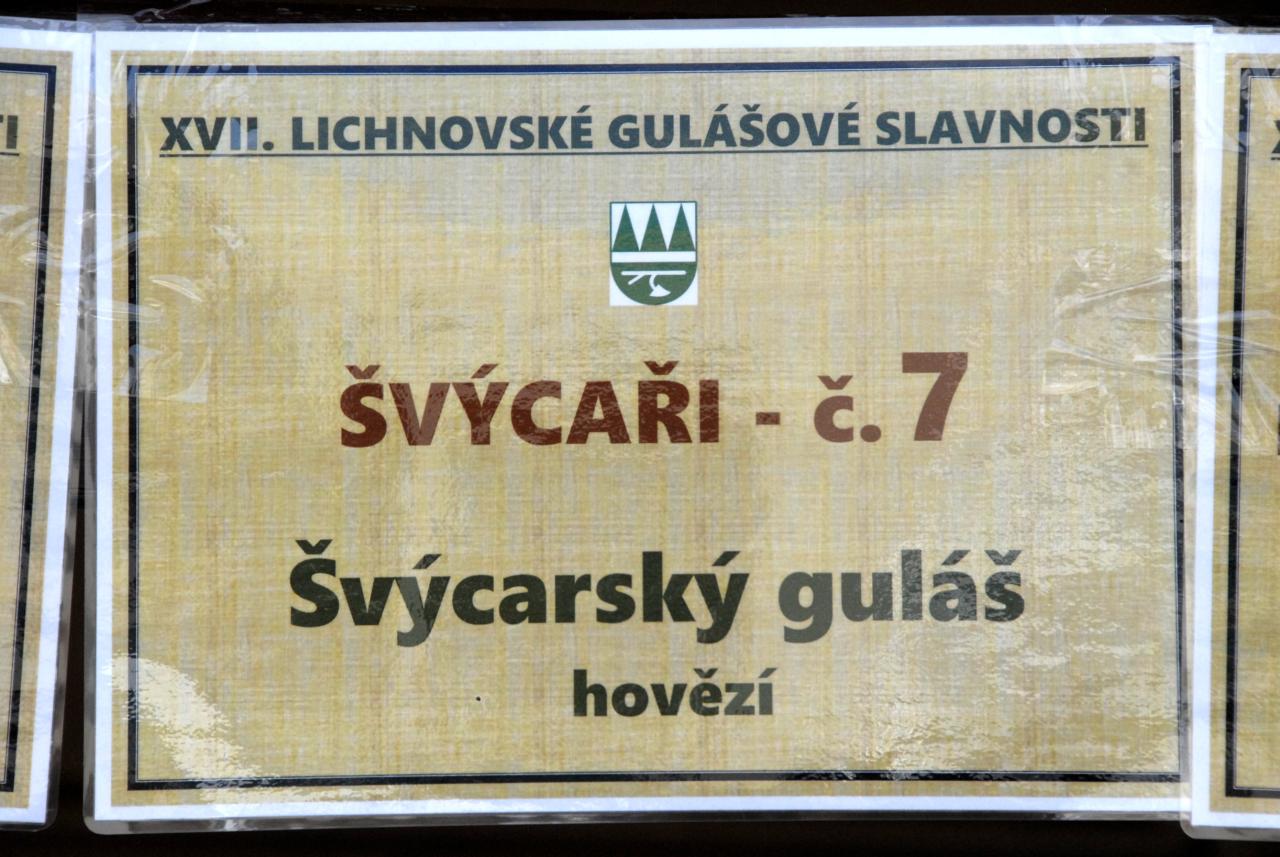 XVII. LICHNOVSKÉ GULÁŠOVÉ SLAVNOSTI
ŠVÝCAŘI - č. 7
Švýcarský guláš
hovězí